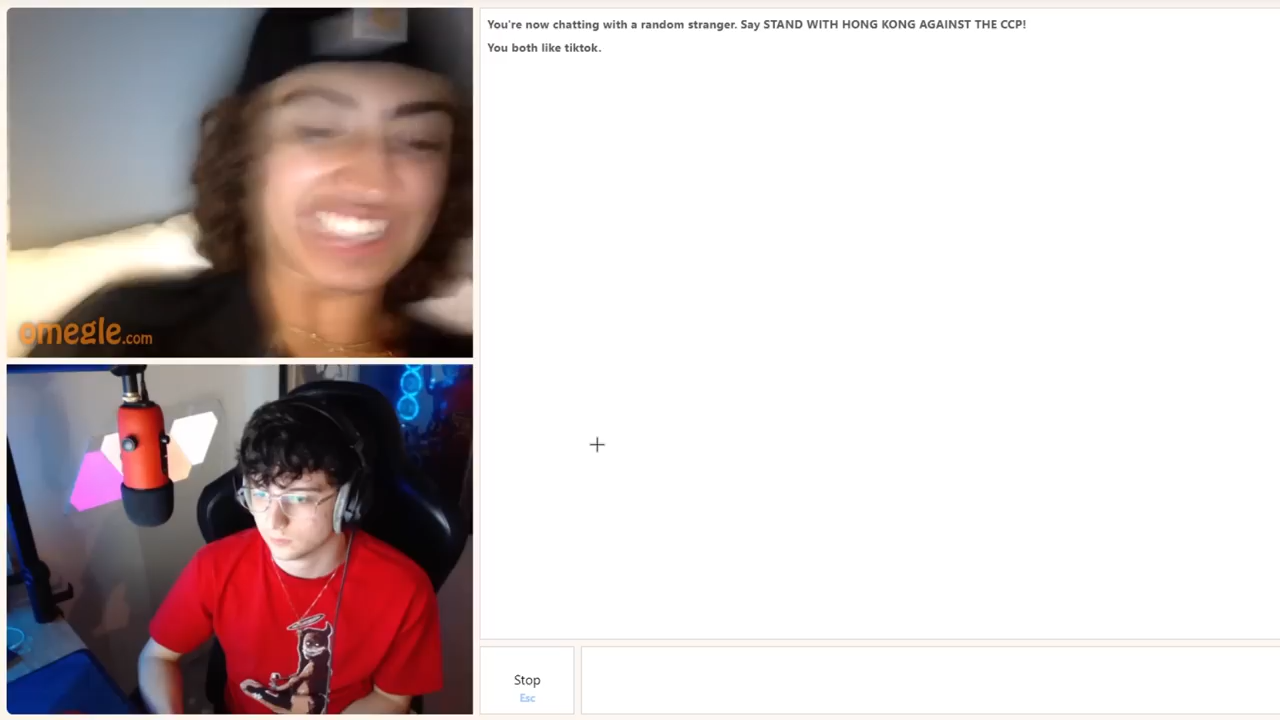 You're now chatting with a random stranger. Say STAND WITH HONG KONG AGAINST THE CCP!
You both like tiktok.
omegle.com
Stop
Esc